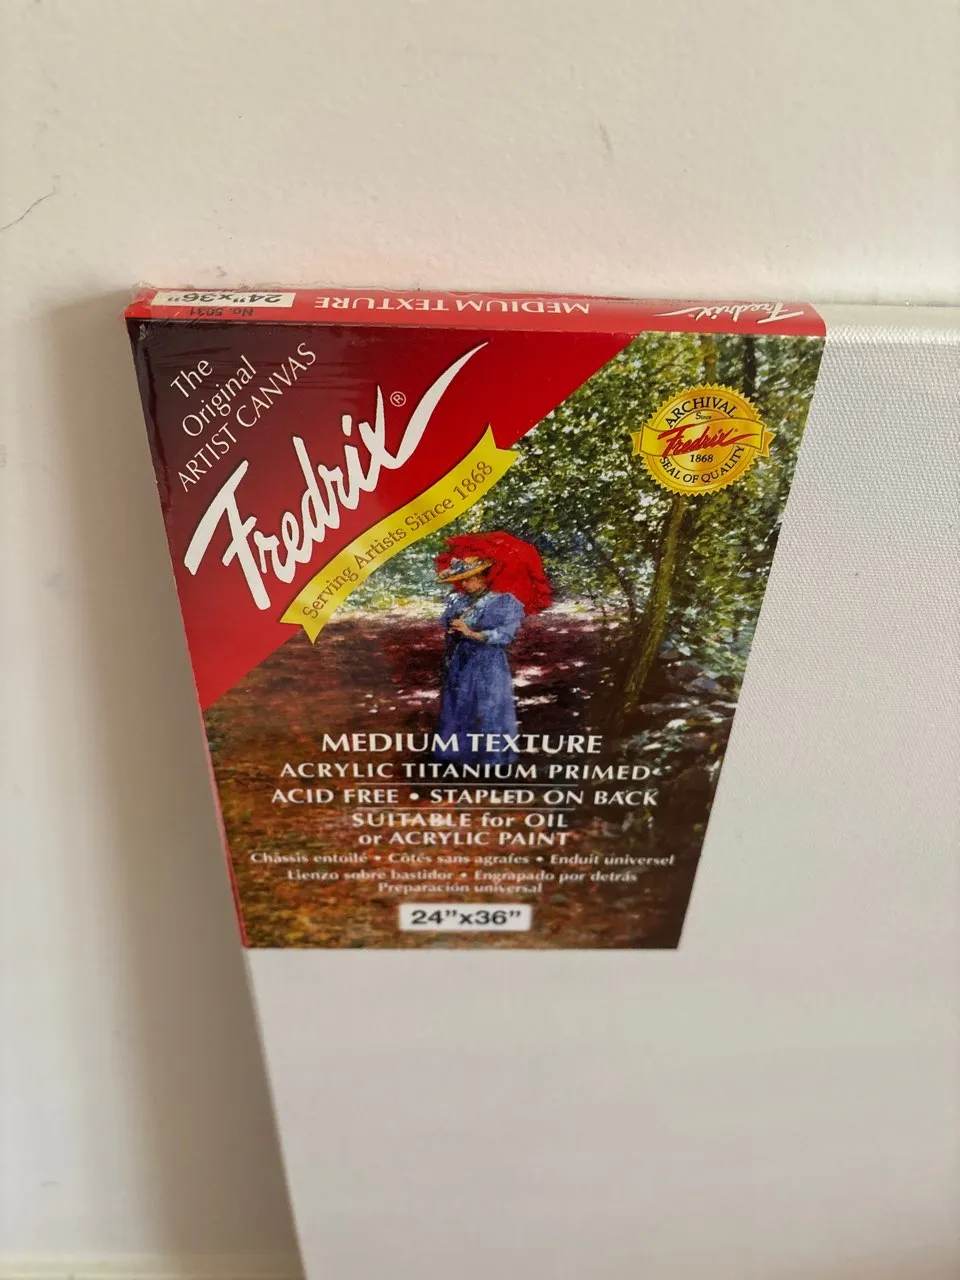 24"x36"
No. 5031
MEDIUM TEXTURE
Fredrix
The
Original
ARTIST CANVAS
Fredrix®
Serving Artists Since 1868
ARCHIVAL
Since
Fredrix
1868
SEAL OF QUALITY
MEDIUM TEXTURE
ACRYLIC TITANIUM PRIMED
ACID FREE • STAPLED ON BACK
SUITABLE for OIL
or ACRYLIC PAINT
Châssis entoilé • Côtés sans agrafes • Enduit universel
Lienzo sobre bastidor • Engrapado por detrás
Preparación universal
24"x36"